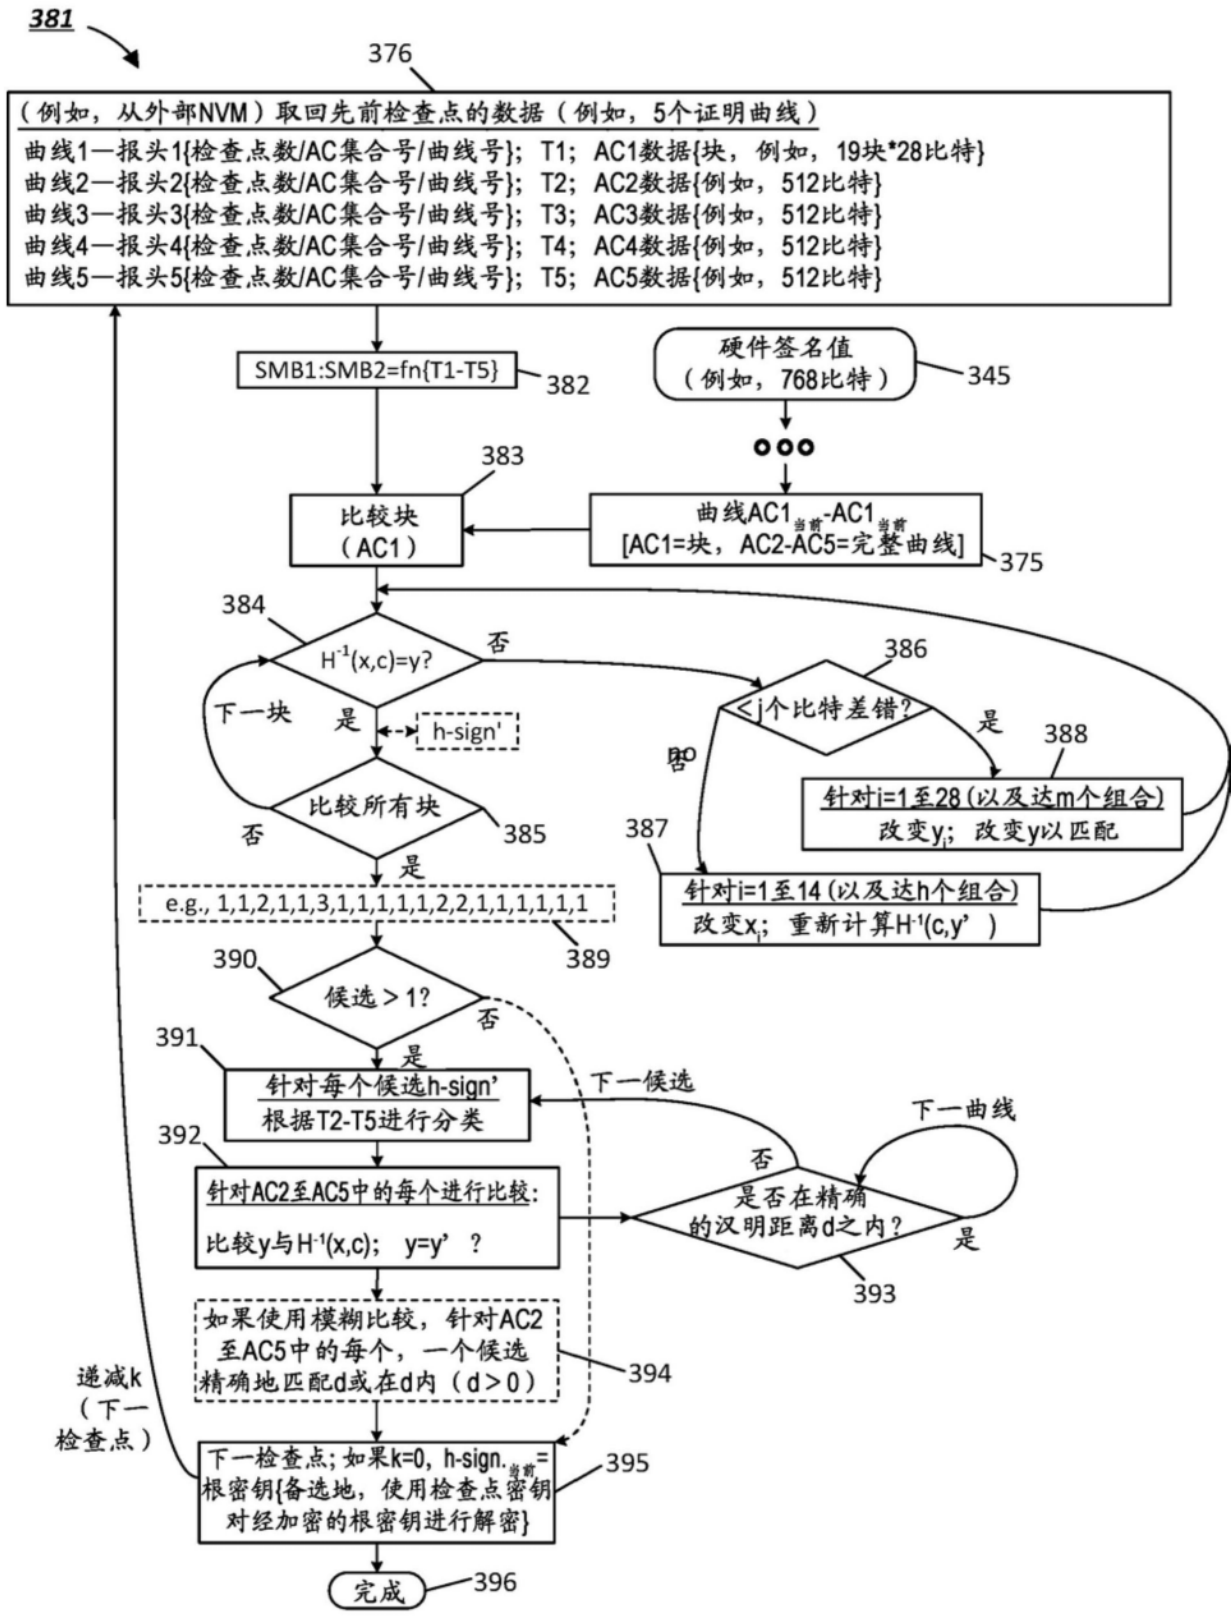 381
376
(例如，从外部NVM)取回先前检查点的数据(例如，5个证明曲线)
曲线1—报头1{检查点数/AC集合号/曲线号}；T1；AC1数据{块，例如，19块*28比特}
曲线2—报头2{检查点数/AC集合号/曲线号}；T2；AC2数据{例如，512比特}
曲线3—报头3{检查点数/AC集合号/曲线号}；T3；AC3数据{例如，512比特}
曲线4—报头4{检查点数/AC集合号/曲线号}；T4；AC4数据{例如，512比特}
曲线5—报头5{检查点数/AC集合号/曲线号}；T5；AC5数据{例如，512比特}
SMB1:SMB2=fn{T1-T5}
382
硬件签名值
(例如，768比特)
345
383
比较块
(AC1)
曲线AC1当前-AC1当前
[AC1=块，AC2-AC5=完整曲线]
375
384
H-1(x,c)=y?
否
386
<j个比特差错?
下一块
是
h-sign'
是
388
no
否
比较所有块
385
否
针对i=1至28(以及达m个组合)
改变yi；改变y以匹配
387
是
针对i=1至14(以及达h个组合)
改变xi；重新计算H-1(c,y’)
e.g., 1,1,2,1,1,3,1,1,1,1,1,2,2,1,1,1,1,1,1
389
390
候选>1?
否
391
是
针对每个候选h-sign’
根据T2-T5进行分类
下一候选
下一曲线
392
否
针对AC2至AC5中的每个进行比较:
比较y与H-1(x,c)；y=y’?
是否在精确
的汉明距离d之内?
是
393
如果使用模糊比较，针对AC2
至AC5中的每个，一个候选
精确地匹配d或在d内(d>0)
394
递减k
(下一
检查点)
下一检查点；如果k=0，h-sign.当前=
根密钥{备选地，使用检查点密钥
对经加密的根密钥进行解密}
395
完成
396